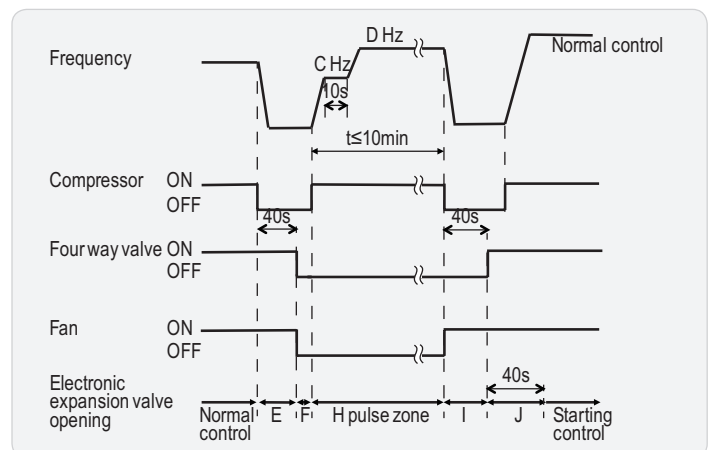 D Hz
Frequency
Normal control
C Hz
10s
t≤10min
Compressor ON
OFF
40s 40s
Four way valve ON
OFF
Fan ON
OFF
40s
Electronic
expansion valve
opening
Normal
control
E F H pulse zone I J Starting
control